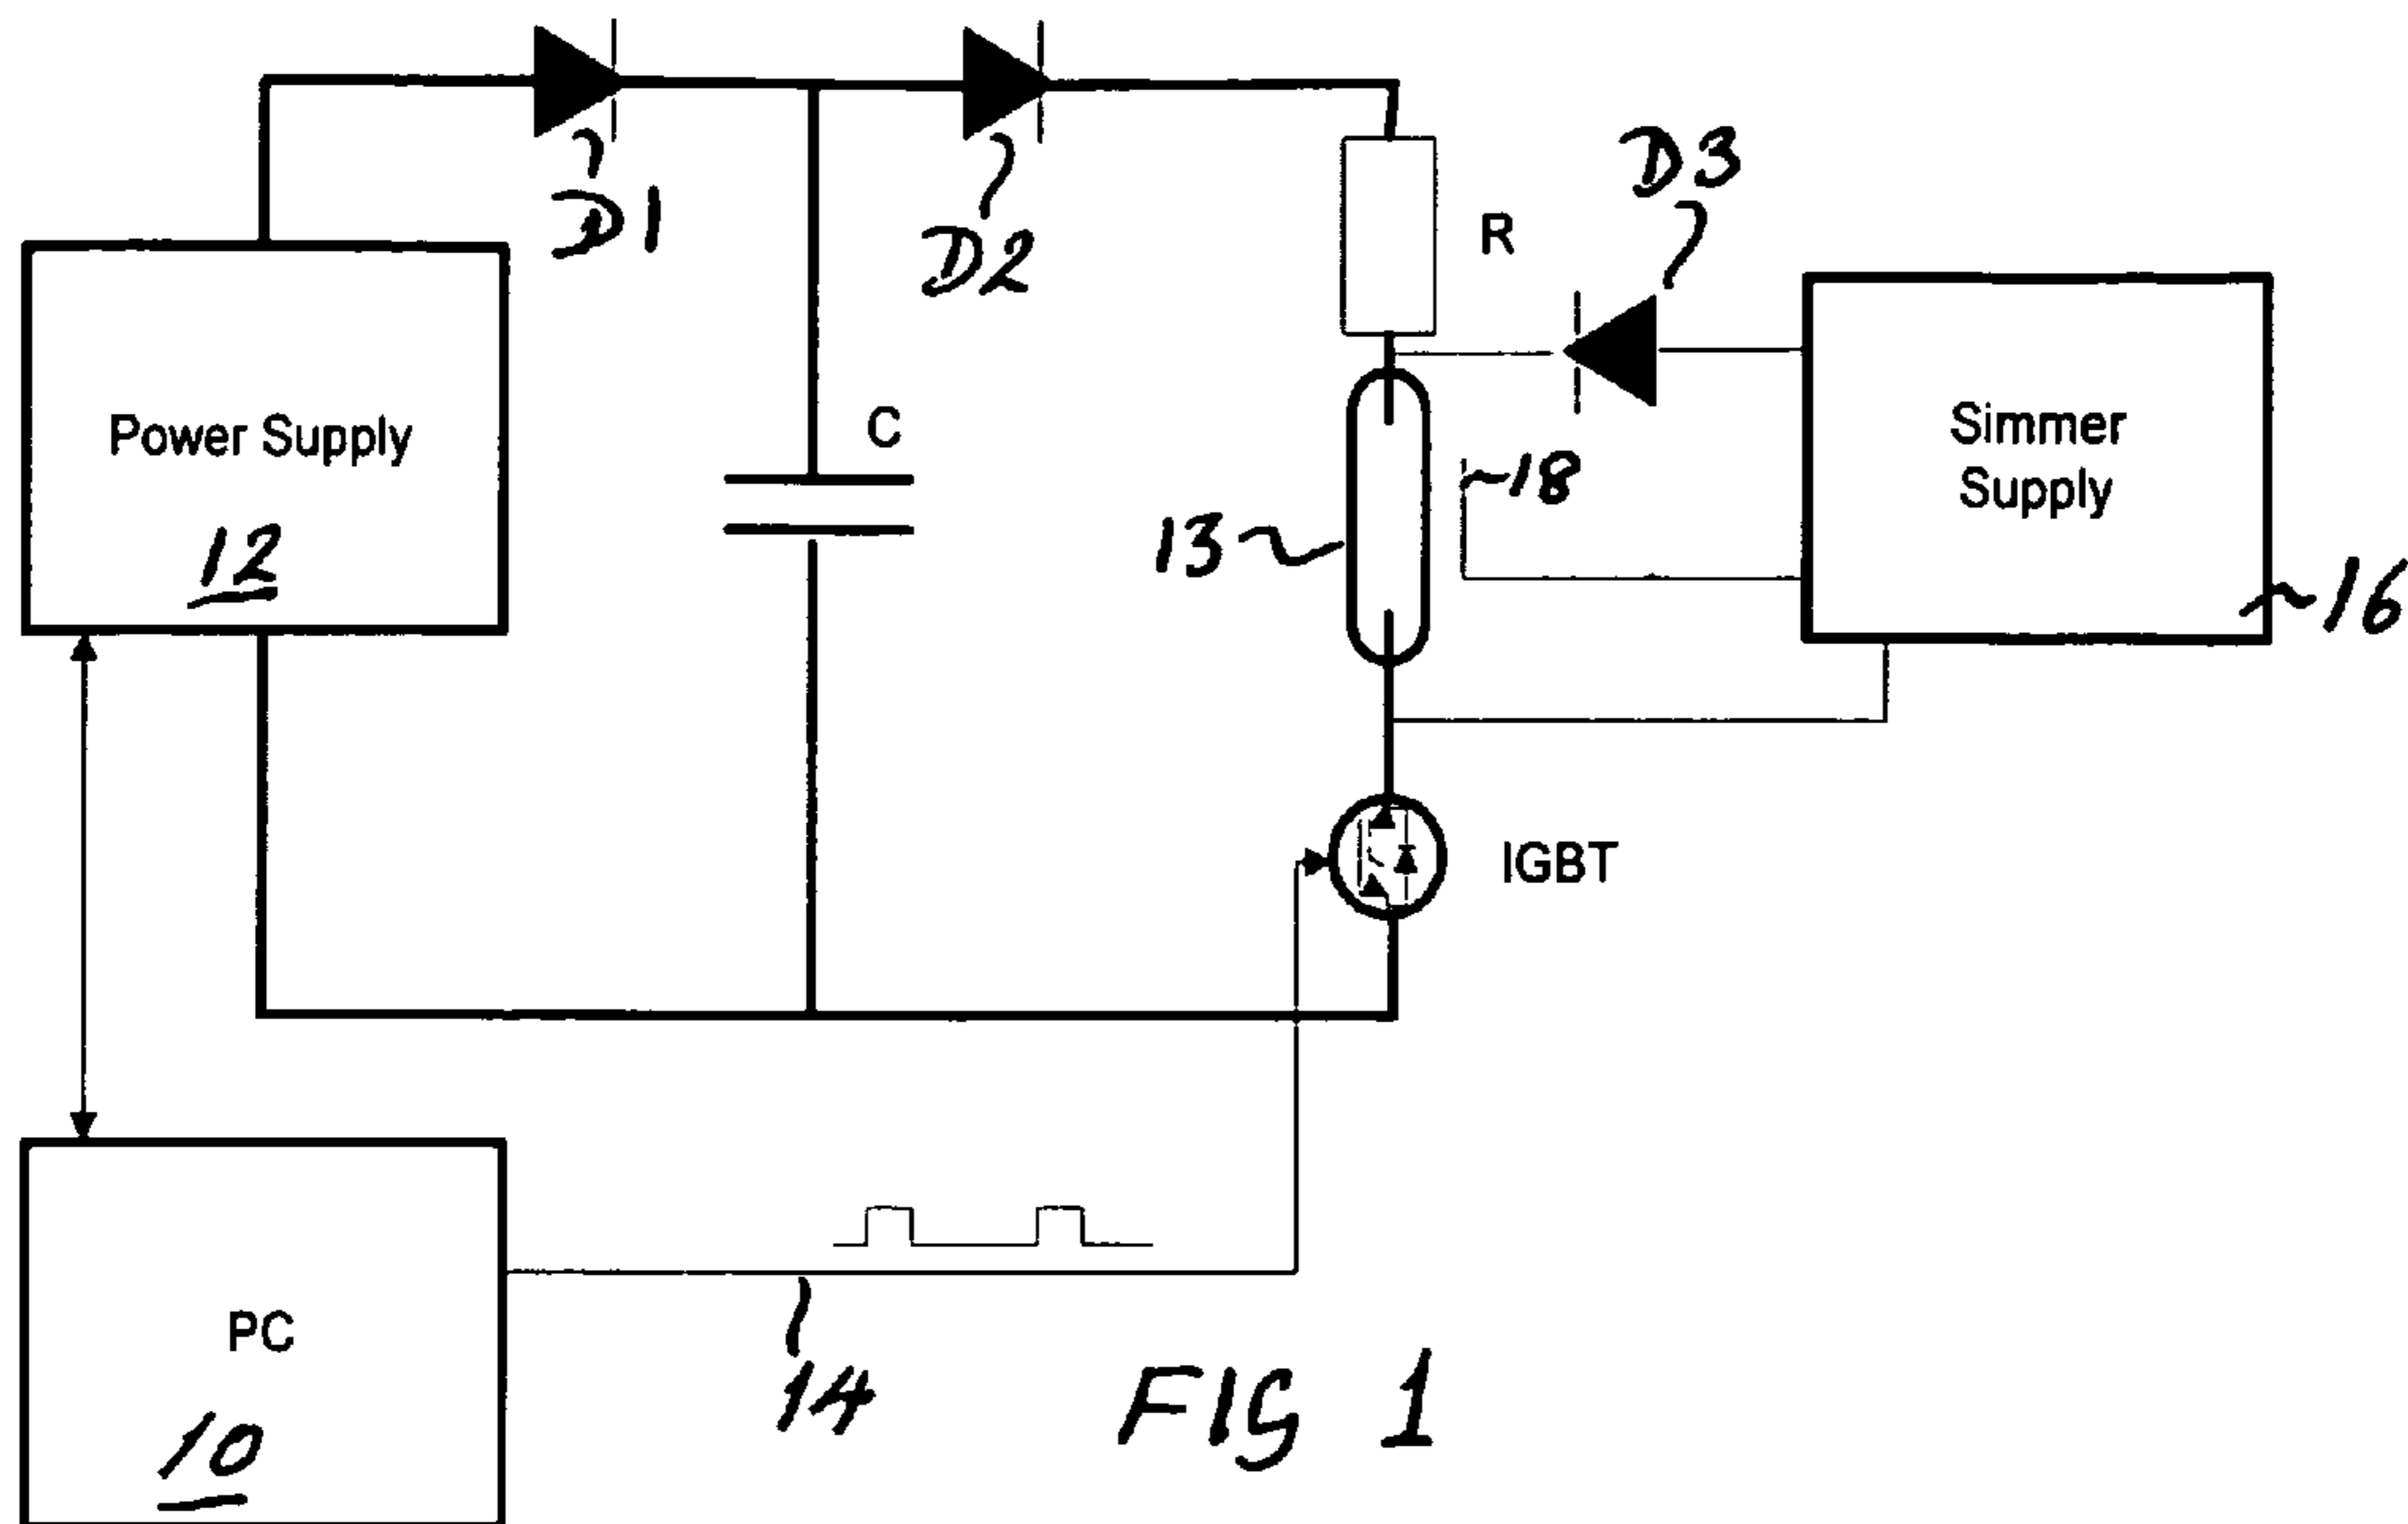 D1
D2
R
D3
Power Supply
12
C
Simmer
Supply
18
13
16
IGBT
PC
10
14
FIG 1